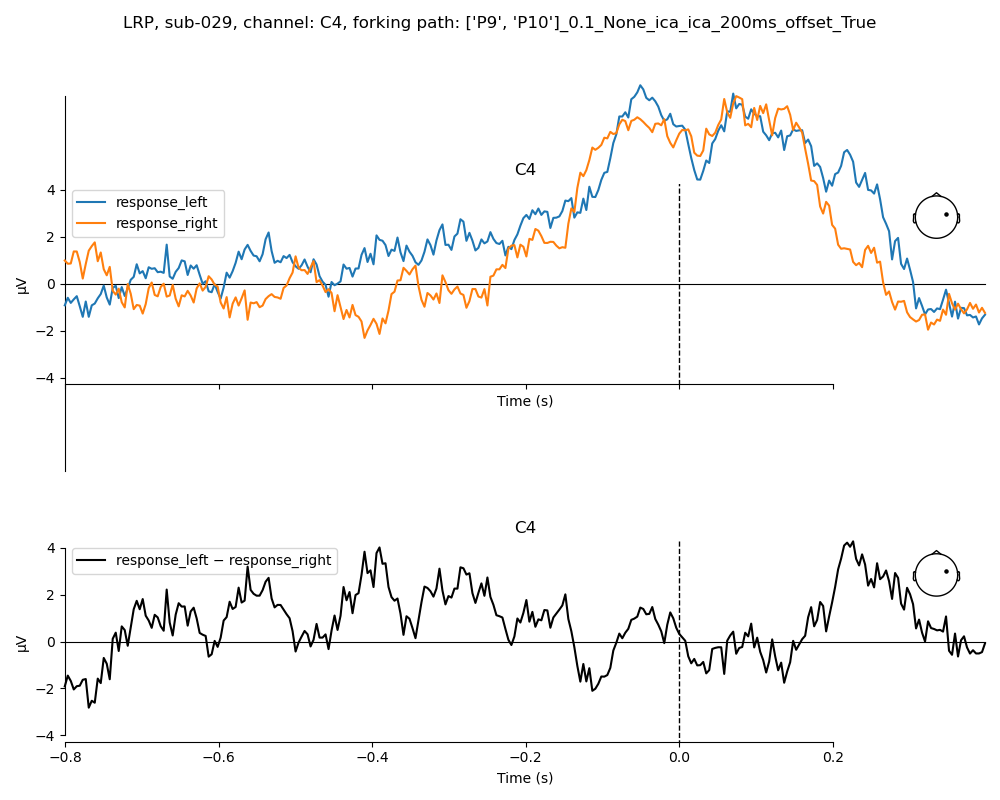 LRP, sub-029, channel: C4, forking path: ['P9', 'P10']_0.1_None_ica_ica_200ms_offset_True
C4
4
2
0
−2
−4
µV
response_left
response_right
Time (s)
C4
4
2
0
−2
−4
µV
response_left − response_right
−0.8
−0.6
−0.4
−0.2
0.0
0.2
Time (s)